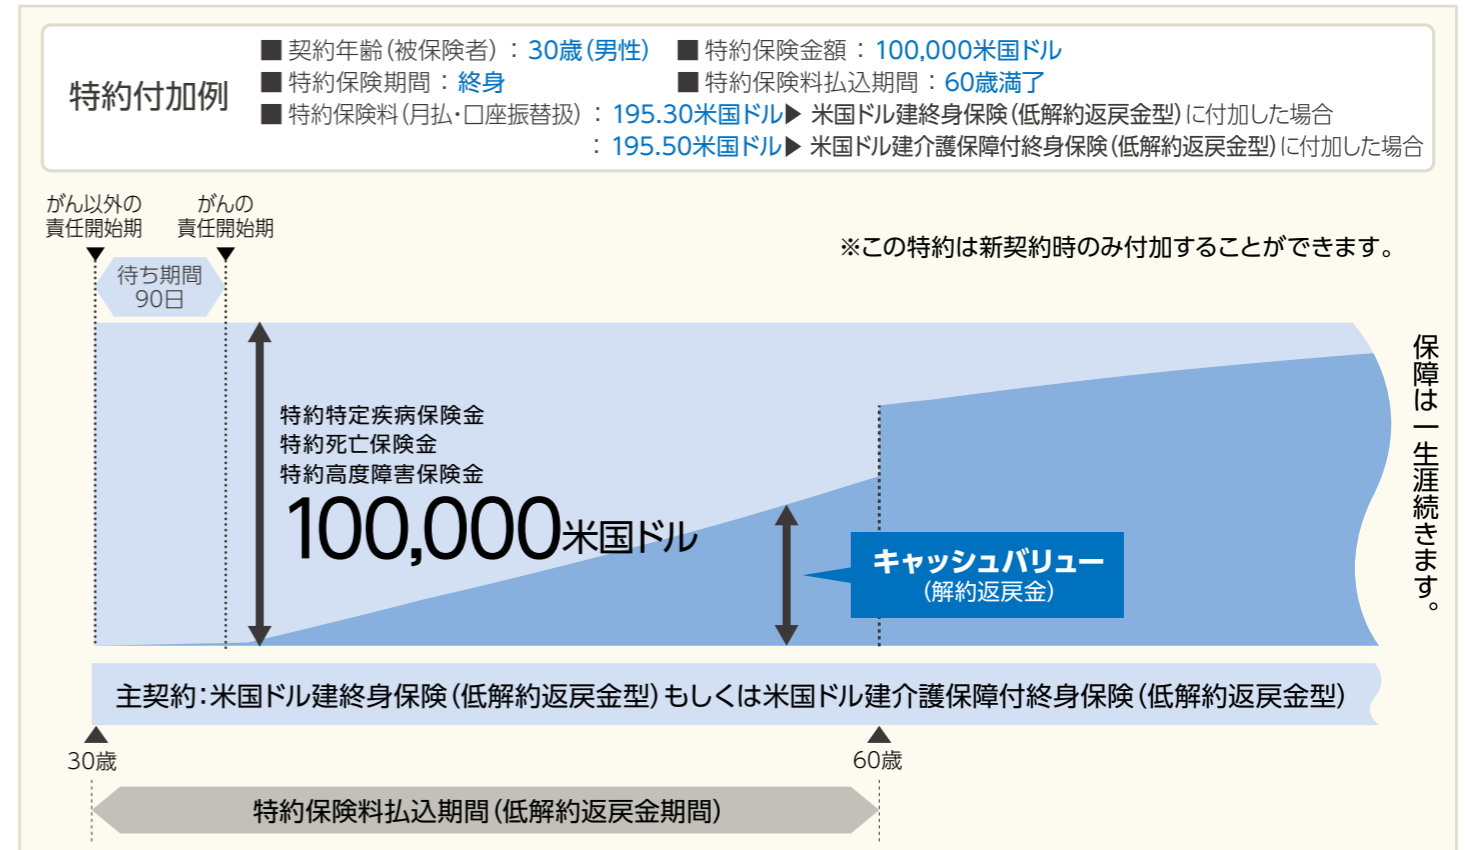 特約付加例
■ 契約年齢(被保険者) : 30歳(男性) ■ 特約保険金額 : 100,000米国ドル
■ 特約保険期間 : 終身 ■ 特約保険料払込期間 : 60歳満了
■ 特約保険料(月払・口座振替扱) : 195.30米国ドル▶ 米国ドル建終身保険(低解約返戻金型)に付加した場合
: 195.50米国ドル▶ 米国ドル建介護保障付終身保険(低解約返戻金型)に付加した場合
がん以外の
責任開始期
がんの
責任開始期
※この特約は新契約時のみ付加することができます。
待ち期間
90日
特約特定疾病保険金
特約死亡保険金
特約高度障害保険金
100,000米国ドル
キャッシュバリュー
(解約返戻金)
保障は一生涯続きます。
主契約:米国ドル建終身保険(低解約返戻金型)もしくは米国ドル建介護保障付終身保険(低解約返戻金型)
30歳
60歳
特約保険料払込期間(低解約返戻金期間)